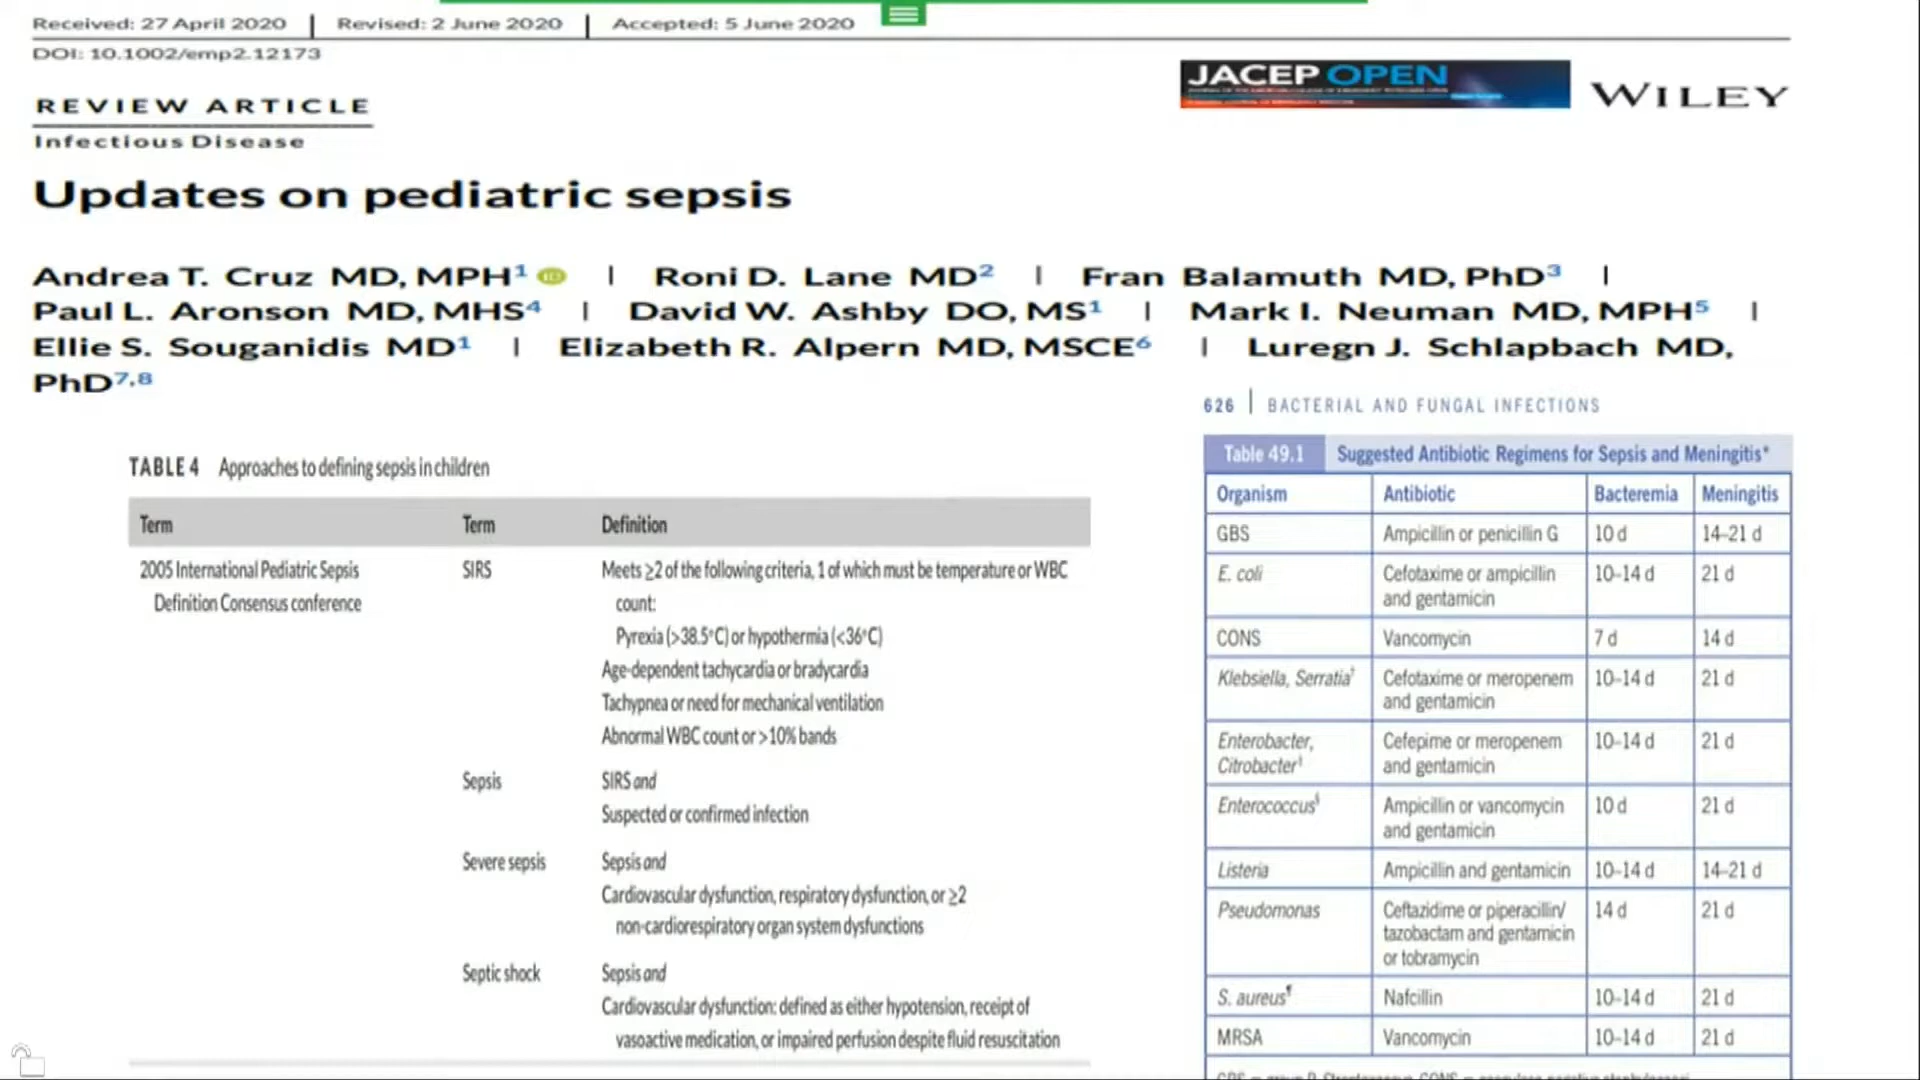 Received: 27 April 2020 | Revised: 2 June 2020 | Accepted: 5 June 2020
DOI: 10.1002/emp2.12173
JACEP OPEN
WILEY
REVIEW ARTICLE
Infectious Disease
Updates on pediatric sepsis
Andrea T. Cruz MD, MPH1 iD | Roni D. Lane MD2 | Fran Balamuth MD, PhD3 |
Paul L. Aronson MD, MHS4 | David W. Ashby DO, MS1 | Mark I. Neuman MD, MPH5 |
Ellie S. Souganidis MD1 | Elizabeth R. Alpern MD, MSCE6 | Luregn J. Schlapbach MD,
PhD7,8
TABLE 4 Approaches to defining sepsis in children
Term Term Definition
2005 International Pediatric Sepsis SIRS Meets ≥2 of the following criteria, 1 of which must be temperature or WBC
Definition Consensus conference count:
Pyrexia (>38.5°C) or hypothermia (<36°C)
Age-dependent tachycardia or bradycardia
Tachypnea or need for mechanical ventilation
Abnormal WBC count or >10% bands
Sepsis SIRS and
Suspected or confirmed infection
Severe sepsis Sepsis and
Cardiovascular dysfunction, respiratory dysfunction, or ≥2
non-cardiorespiratory organ system dysfunctions
Septic shock Sepsis and
Cardiovascular dysfunction: defined as either hypotension, receipt of
vasoactive medication, or impaired perfusion despite fluid resuscitation
626 | BACTERIAL AND FUNGAL INFECTIONS
Table 49.1 Suggested Antibiotic Regimens for Sepsis and Meningitis*
Organism Antibiotic Bacteremia Meningitis
GBS Ampicillin or penicillin G 10 d 14–21 d
E. coli Cefotaxime or ampicillin 10–14 d 21 d
and gentamicin
CONS Vancomycin 7 d 14 d
Klebsiella, Serratia† Cefotaxime or meropenem 10–14 d 21 d
and gentamicin
Enterobacter, Cefepime or meropenem 10–14 d 21 d
Citrobacter† and gentamicin
Enterococcus§ Ampicillin or vancomycin 10 d 21 d
and gentamicin
Listeria Ampicillin and gentamicin 10–14 d 14–21 d
Pseudomonas Ceftazidime or piperacillin/ 14 d 21 d
tazobactam and gentamicin
or tobramycin
S. aureus¶ Nafcillin 10–14 d 21 d
MRSA Vancomycin 10–14 d 21 d